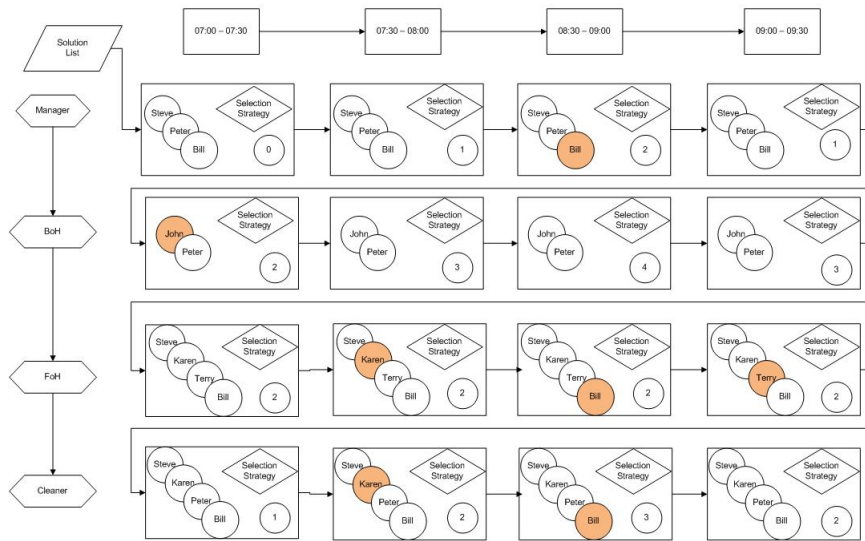 Solution
List
07:00 – 07:30
07:30 – 08:00
08:30 – 09:00
09:00 – 09:30
Manager
Steve
Peter
Bill
Selection
Strategy
0
Steve
Peter
Bill
Selection
Strategy
1
Steve
Peter
Bill
Selection
Strategy
2
Steve
Peter
Bill
Selection
Strategy
1
BoH
John
Peter
Selection
Strategy
2
John
Peter
Selection
Strategy
3
John
Peter
Selection
Strategy
4
John
Peter
Selection
Strategy
3
FoH
Steve
Karen
Terry
Bill
Selection
Strategy
2
Steve
Karen
Terry
Bill
Selection
Strategy
2
Steve
Karen
Terry
Bill
Selection
Strategy
2
Steve
Karen
Terry
Bill
Selection
Strategy
2
Cleaner
Steve
Karen
Peter
Bill
Selection
Strategy
1
Steve
Karen
Peter
Bill
Selection
Strategy
2
Steve
Karen
Peter
Bill
Selection
Strategy
3
Steve
Karen
Peter
Bill
Selection
Strategy
2